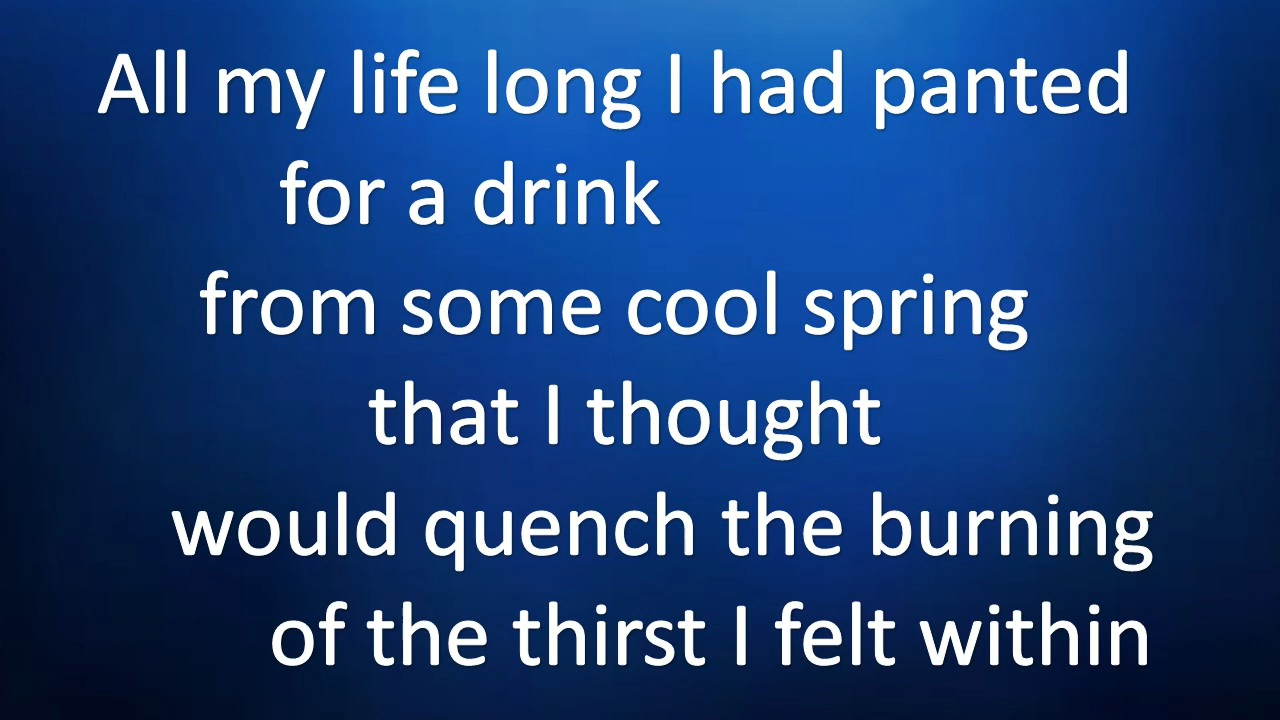 All my life long I had panted
for a drink
from some cool spring
that I thought
would quench the burning
of the thirst I felt within